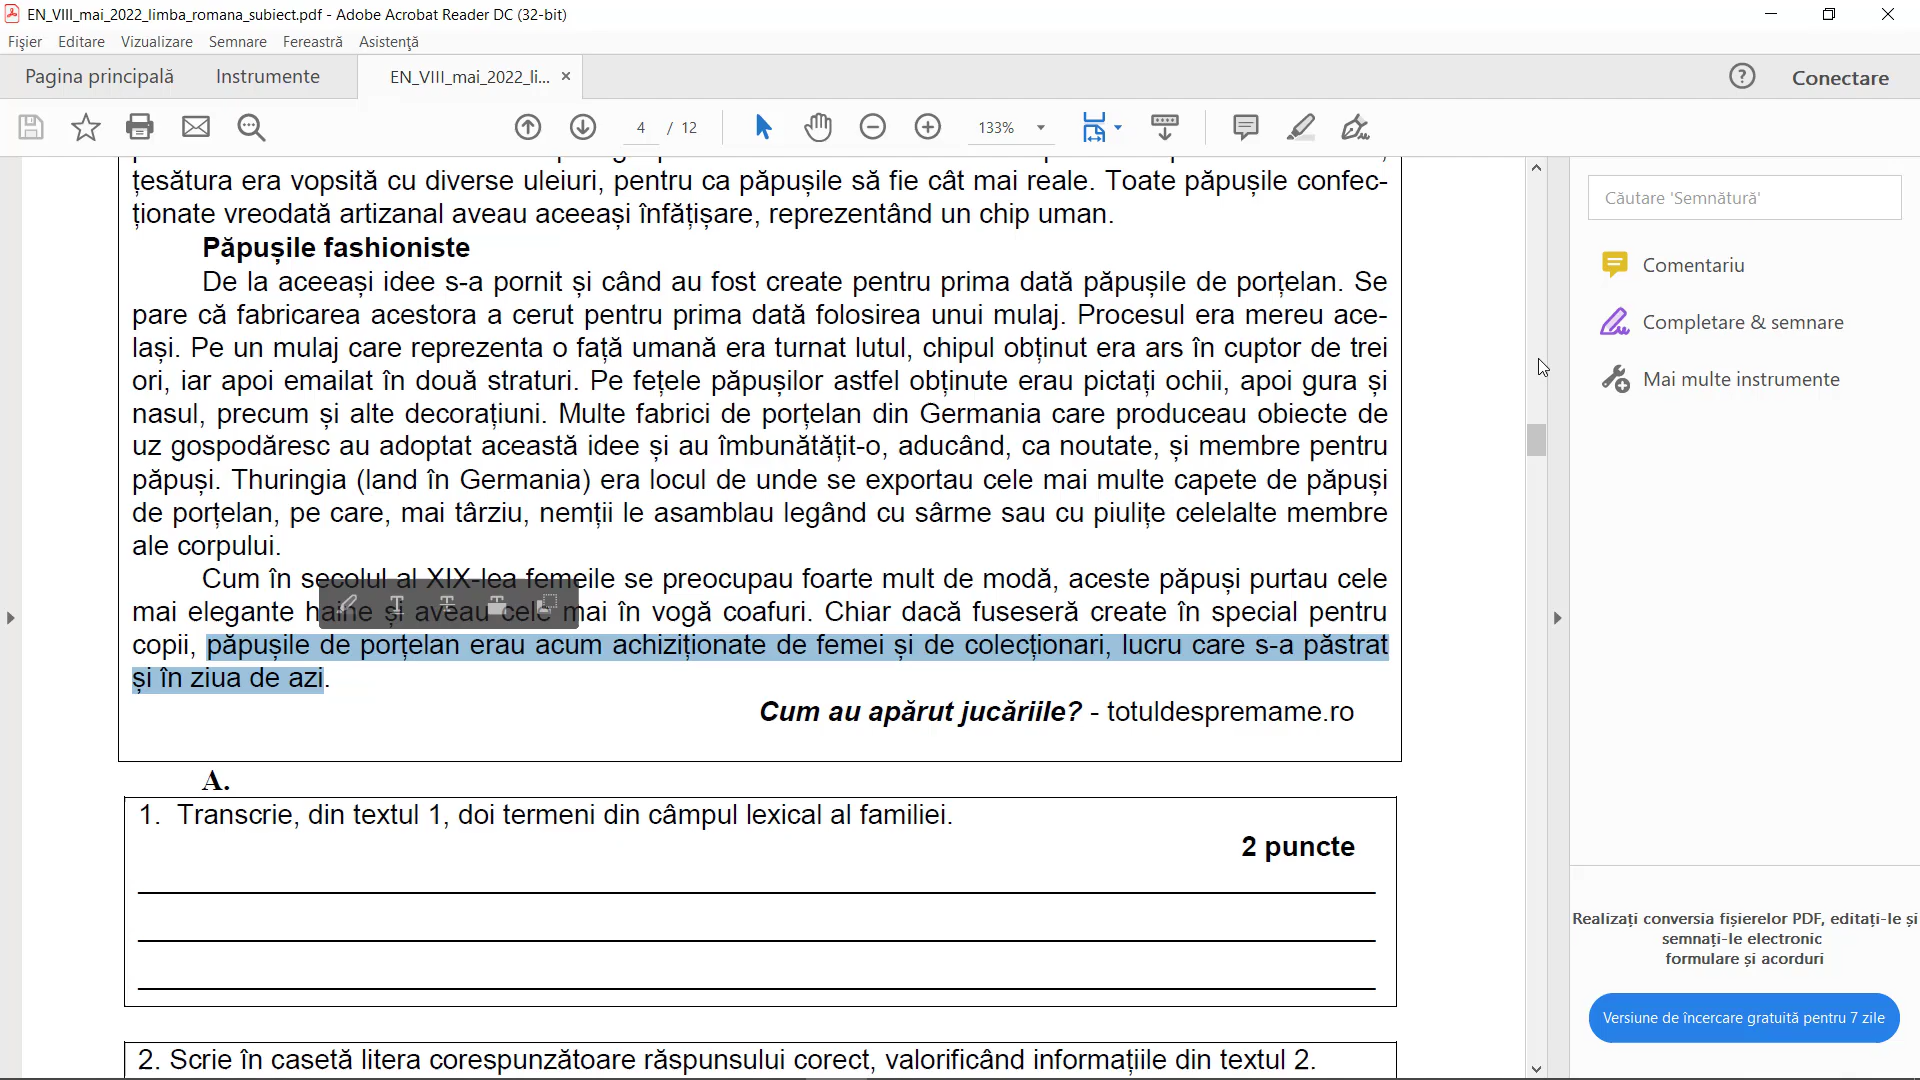 EN_VIII_mai_2022_limba_romana_subiect.pdf - Adobe Acrobat Reader DC (32-bit)
Fișier Editare Vizualizare Semnare Fereastră Asistență
Pagina principală Instrumente EN_VIII_mai_2022_li... × Conectare
4 / 12 133%
țesătura era vopsită cu diverse uleiuri, pentru ca păpușile să fie cât mai reale. Toate păpușile confec-
ționate vreodată artizanal aveau aceeași înfățișare, reprezentând un chip uman.
Păpușile fashioniste
De la aceeași idee s-a pornit și când au fost create pentru prima dată păpușile de porțelan. Se
pare că fabricarea acestora a cerut pentru prima dată folosirea unui mulaj. Procesul era mereu ace-
lași. Pe un mulaj care reprezenta o față umană era turnat lutul, chipul obținut era ars în cuptor de trei
ori, iar apoi emailat în două straturi. Pe fețele păpușilor astfel obținute erau pictați ochii, apoi gura și
nasul, precum și alte decorațiuni. Multe fabrici de porțelan din Germania care produceau obiecte de
uz gospodăresc au adoptat această idee și au îmbunătățit-o, aducând, ca noutate, și membre pentru
păpuși. Thuringia (land în Germania) era locul de unde se exportau cele mai multe capete de păpuși
de porțelan, pe care, mai târziu, nemții le asamblau legând cu sârme sau cu piulițe celelalte membre
ale corpului.
Cum în secolul al XIX-lea femeile se preocupau foarte mult de modă, aceste păpuși purtau cele
mai elegante haine și aveau cele mai în vogă coafuri. Chiar dacă fuseseră create în special pentru
copii, păpușile de porțelan erau acum achiziționate de femei și de colecționari, lucru care s-a păstrat
și în ziua de azi.
Cum au apărut jucăriile? - totuldespremame.ro
A.
1. Transcrie, din textul 1, doi termeni din câmpul lexical al familiei.
2 puncte
2. Scrie în casetă litera corespunzătoare răspunsului corect, valorificând informațiile din textul 2.
Căutare 'Semnătură'
Comentariu
Completare & semnare
Mai multe instrumente
Realizați conversia fișierelor PDF, editați-le și
semnați-le electronic
formulare și acorduri
Versiune de încercare gratuită pentru 7 zile